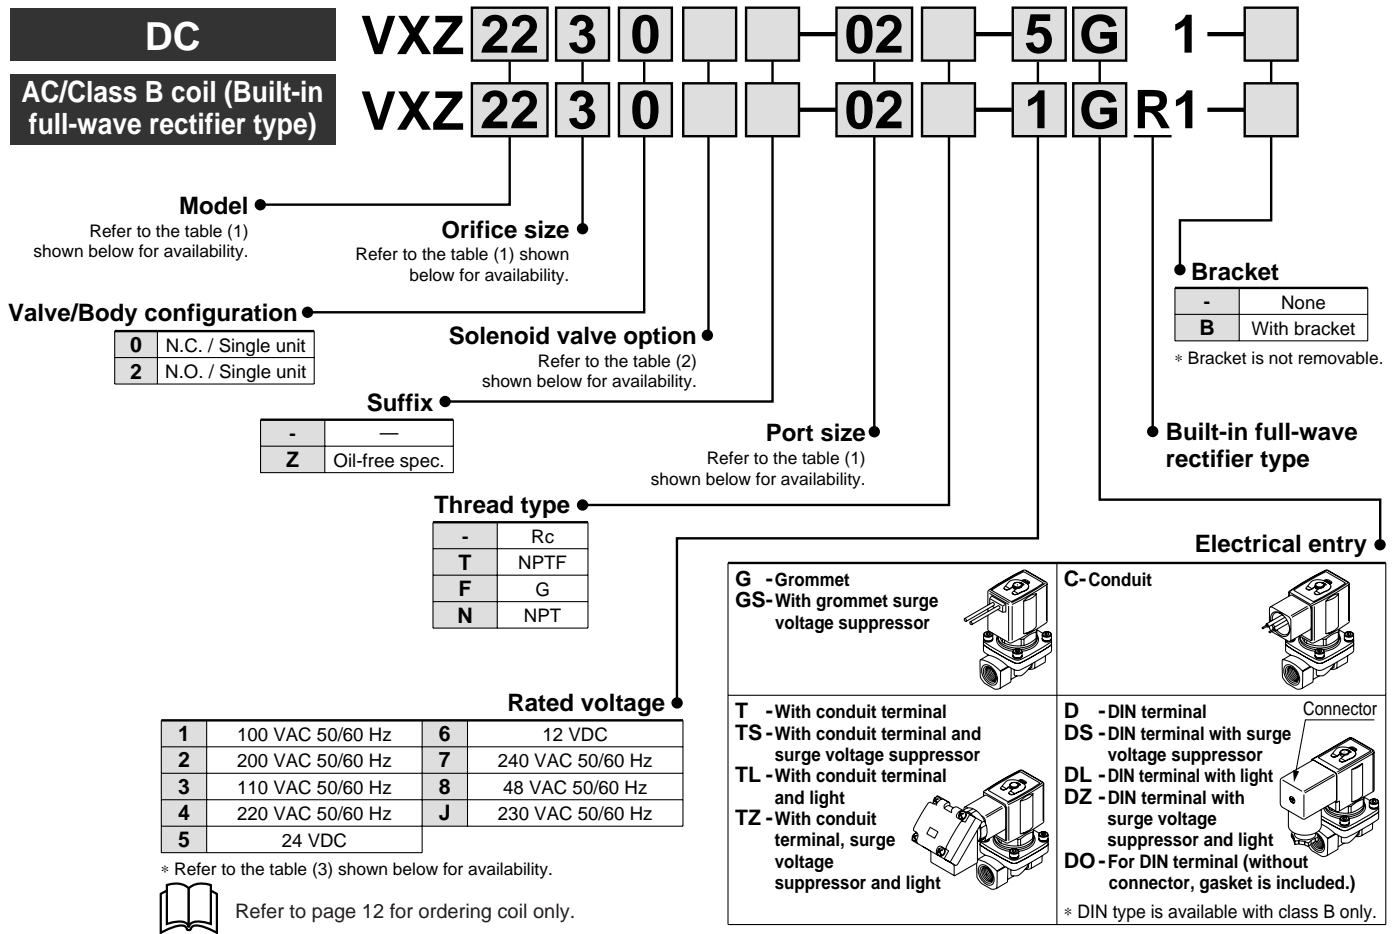 DC
VXZ 22 3 0 - 02 - 5 G 1 -
AC/Class B coil (Built-in
full-wave rectifier type)
VXZ 22 3 0 - 02 - 1 G R 1 -
Model
Refer to the table (1)
shown below for availability.
Orifice size
Refer to the table (1) shown
below for availability.
Valve/Body configuration
0 N.C. / Single unit
2 N.O. / Single unit
Solenoid valve option
Refer to the table (2)
shown below for availability.
Suffix
- —
Z Oil-free spec.
Port size
Refer to the table (1)
shown below for availability.
Thread type
- Rc
T NPTF
F G
N NPT
Bracket
- None
B With bracket
* Bracket is not removable.
Built-in full-wave
rectifier type
Rated voltage
1 100 VAC 50/60 Hz 6 12 VDC
2 200 VAC 50/60 Hz 7 240 VAC 50/60 Hz
3 110 VAC 50/60 Hz 8 48 VAC 50/60 Hz
4 220 VAC 50/60 Hz J 230 VAC 50/60 Hz
5 24 VDC
* Refer to the table (3) shown below for availability.
Refer to page 12 for ordering coil only.
Electrical entry
G - Grommet
GS - With grommet surge
voltage suppressor
C - Conduit
T - With conduit terminal
TS - With conduit terminal and
surge voltage suppressor
TL - With conduit terminal
and light
TZ - With conduit
terminal, surge
voltage
suppressor and light
D - DIN terminal
Connector
DS - DIN terminal with surge
voltage suppressor
DL - DIN terminal with light
DZ - DIN terminal with
surge voltage
suppressor and light
DO - For DIN terminal (without
connector, gasket is included.)
* DIN type is available with class B only.